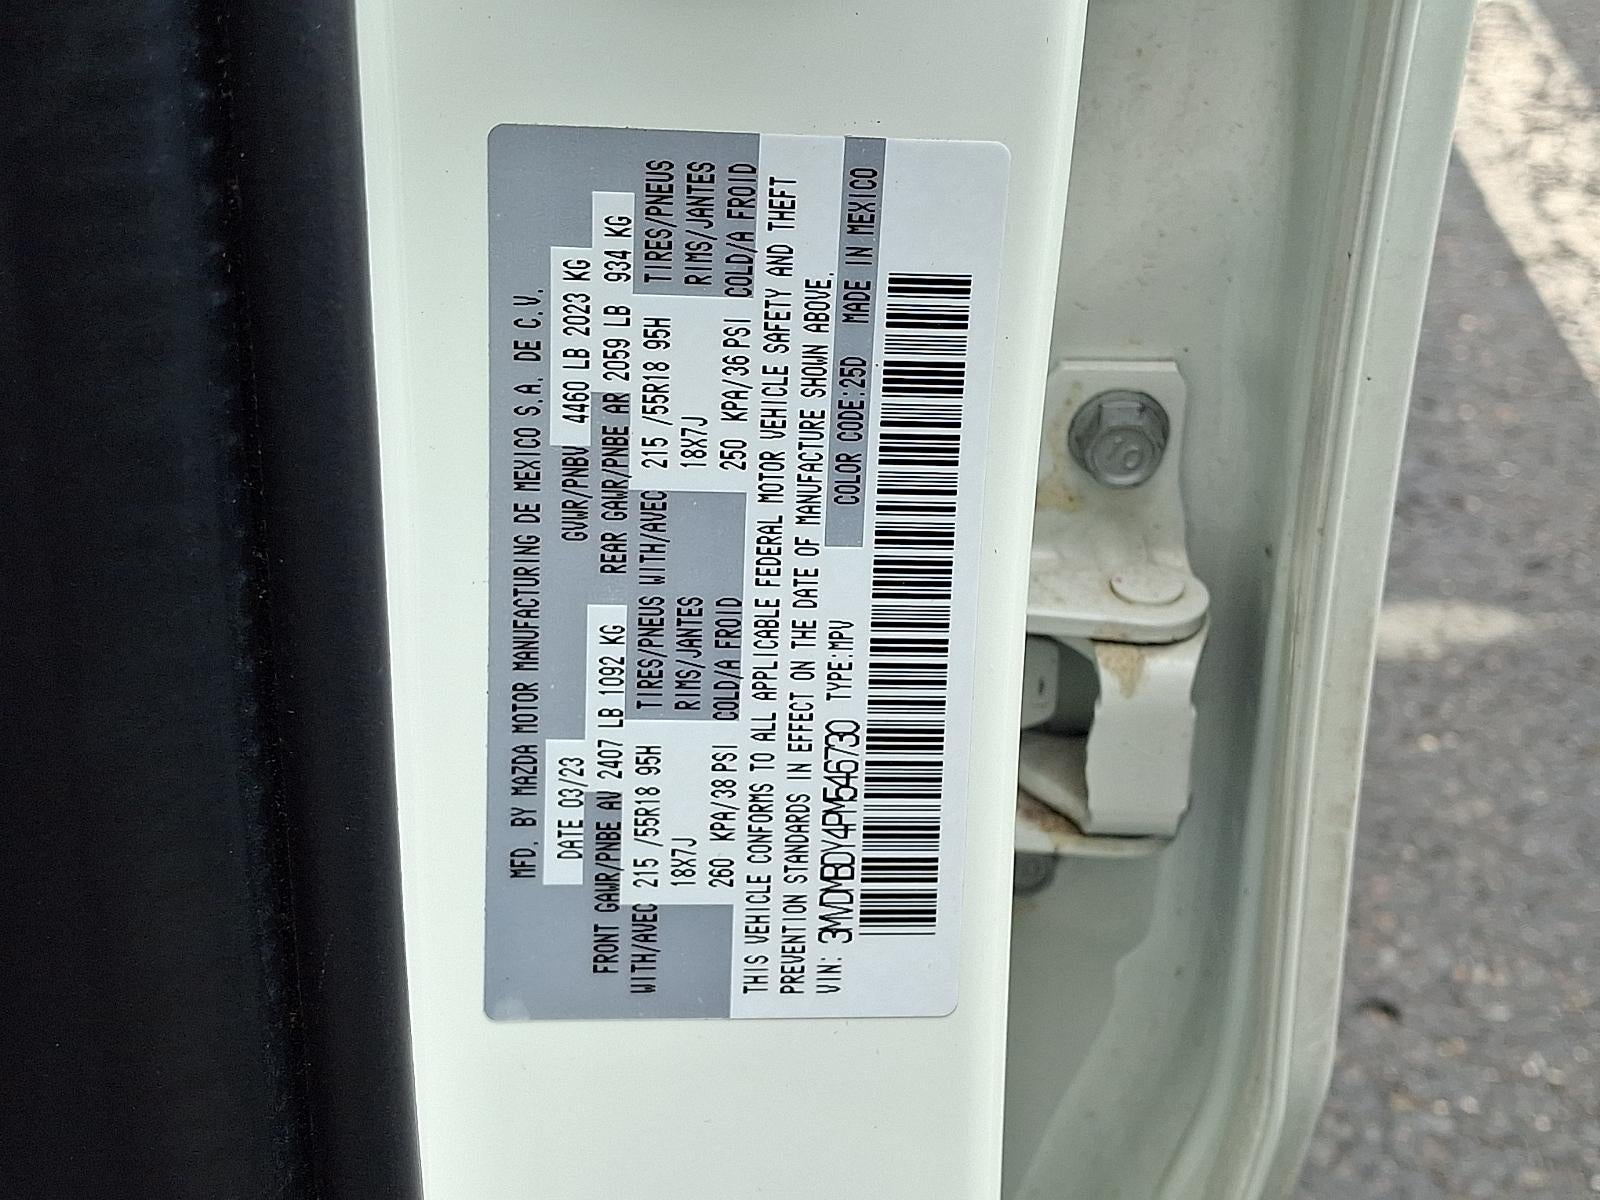 MFD. BY MAZDA MOTOR MANUFACTURING DE MEXICO S.A. DE C.V.
DATE 03/23 GVWR/PNBV 4460 LB 2023 KG
FRONT GAWR/PNBE AV 2407 LB 1092 KG REAR GAWR/PNBE AR 2059 LB 934 KG
WITH/AVEC 215 /55R18 95H TIRES/PNEUS WITH/AVEC 215 /55R18 95H TIRES/PNEUS
18X7J RIMS/JANTES 18X7J RIMS/JANTES
260 KPA/38 PSI COLD/A FROID 250 KPA/36 PSI COLD/A FROID
THIS VEHICLE CONFORMS TO ALL APPLICABLE FEDERAL MOTOR VEHICLE SAFETY AND THEFT
PREVENTION STANDARDS IN EFFECT ON THE DATE OF MANUFACTURE SHOWN ABOVE.
VIN: 3MVDMBDY4PM546730 TYPE:MPV COLOR CODE:25D MADE IN MEXICO